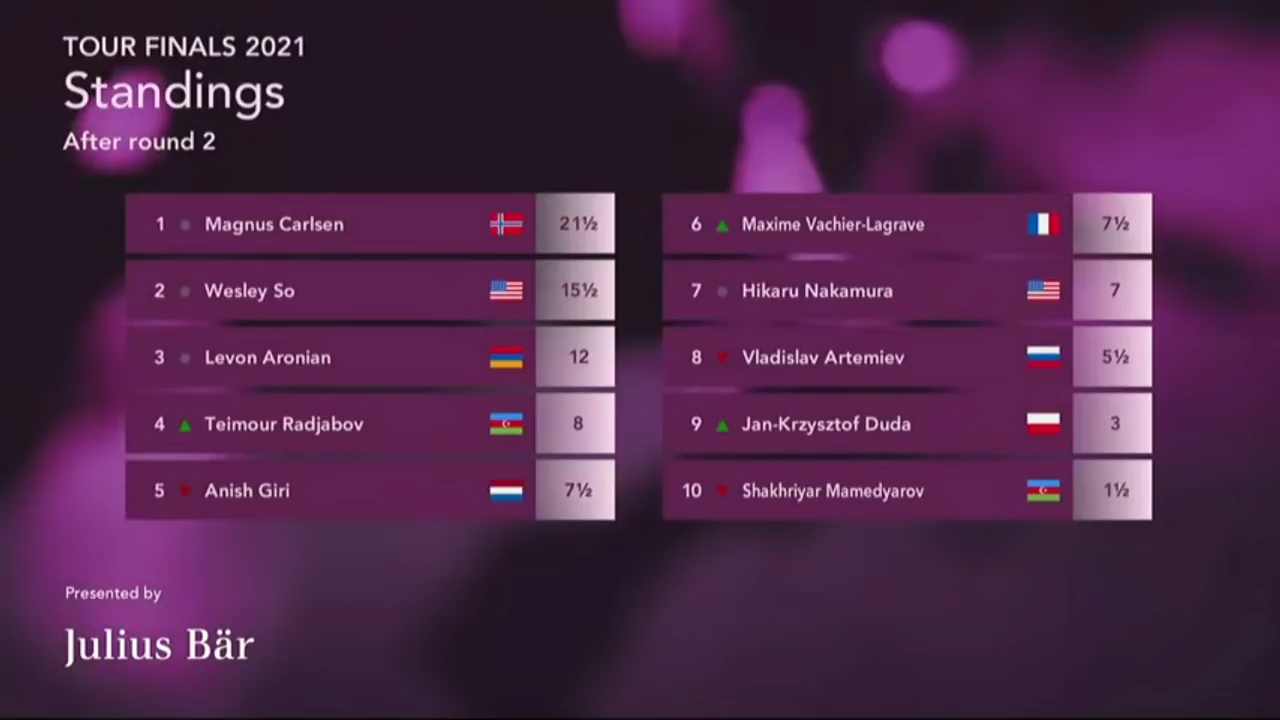 TOUR FINALS 2021
Standings
After round 2
1 Magnus Carlsen 21½
2 Wesley So 15½
3 Levon Aronian 12
4 Teimour Radjabov 8
5 Anish Giri 7½
6 Maxime Vachier-Lagrave 7½
7 Hikaru Nakamura 7
8 Vladislav Artemiev 5½
9 Jan-Krzysztof Duda 3
10 Shakhriyar Mamedyarov 1½
Presented by
Julius Bär